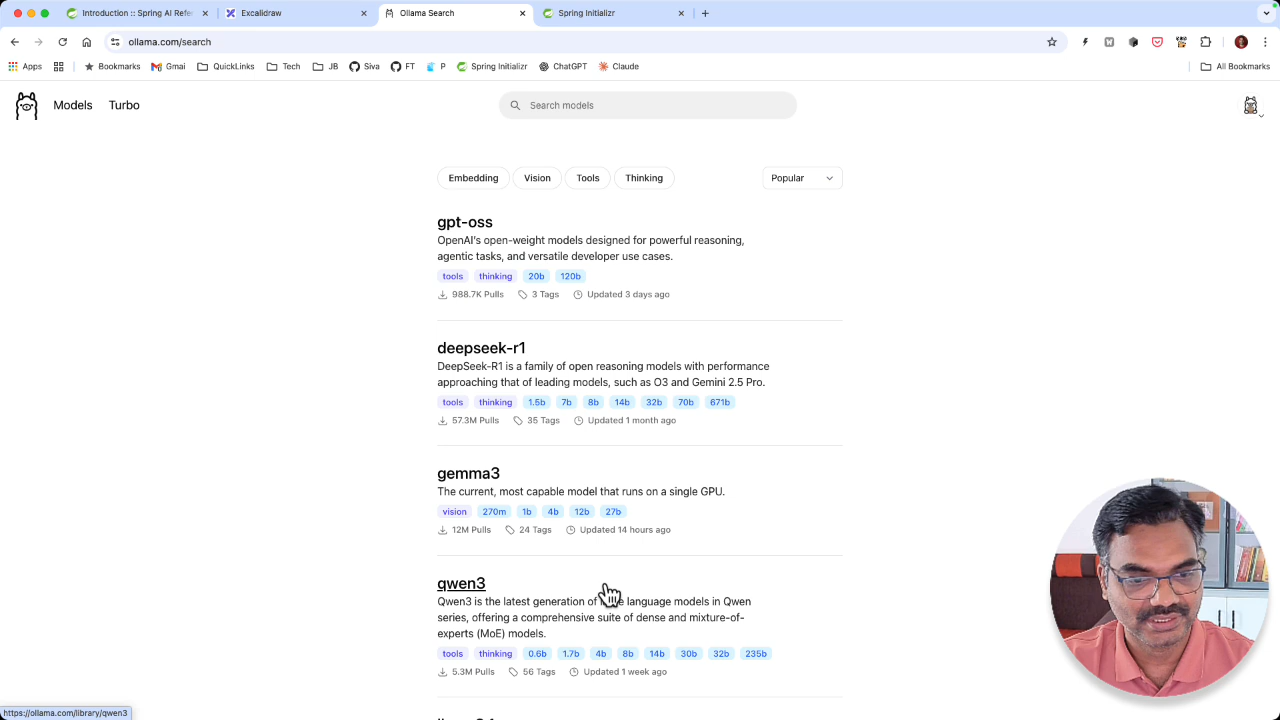 Introduction :: Spring AI Refe
Excalidraw
Ollama Search
Spring Initializr
ollama.com/search
Apps
Bookmarks
Gmai
QuickLinks
Tech
JB
Siva
FT
P
Spring Initializr
ChatGPT
Claude
All Bookmarks
Models
Turbo
Search models
Embedding
Vision
Tools
Thinking
Popular
gpt-oss
OpenAI's open-weight models designed for powerful reasoning,
agentic tasks, and versatile developer use cases.
tools thinking 20b 120b
988.7K Pulls 3 Tags Updated 3 days ago
deepseek-r1
DeepSeek-R1 is a family of open reasoning models with performance
approaching that of leading models, such as O3 and Gemini 2.5 Pro.
tools thinking 1.5b 7b 8b 14b 32b 70b 671b
57.3M Pulls 35 Tags Updated 1 month ago
gemma3
The current, most capable model that runs on a single GPU.
vision 270m 1b 4b 12b 27b
12M Pulls 24 Tags Updated 14 hours ago
qwen3
Qwen3 is the latest generation of language models in Qwen
series, offering a comprehensive suite of dense and mixture-of-
experts (MoE) models.
tools thinking 0.6b 1.7b 4b 8b 14b 30b 32b 235b
5.3M Pulls 56 Tags Updated 1 week ago
https://ollama.com/library/qwen3